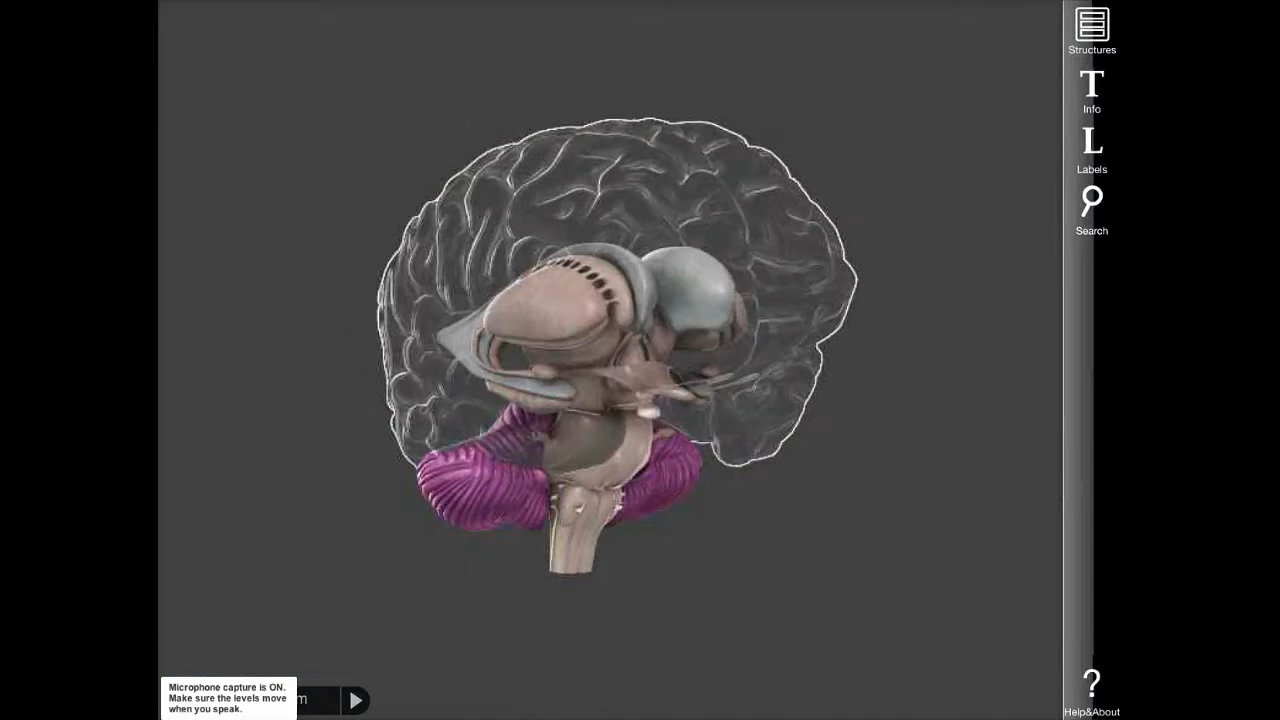 Structures
T
Info
L
Labels
Search
Microphone capture is ON.
Make sure the levels move
when you speak.
m
?
Help&About